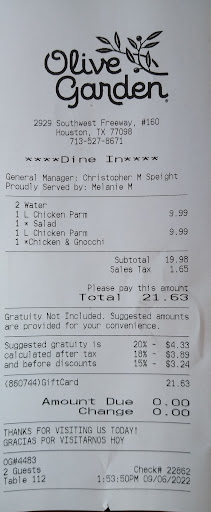 Olive
Garden
2929 Southwest Freeway, #160
Houston, TX 77098
713-527-8671
****Dine In****
General Manager: Christopher M Speight
Proudly Served by: Melanie M
2 Water
1 L Chicken Parm 9.99
1 * Salad
1 L Chicken Parm 9.99
1 *Chicken & Gnocchi
Subtotal 19.98
Sales Tax 1.65
Please pay this amount
Total 21.63
Gratuity Not Included. Suggested amounts
are provided for your convenience.
Suggested gratuity is 20% - $4.33
calculated after tax 18% - $3.89
and before discounts 15% - $3.24
(860744)GiftCard 21.63
Amount Due 0.00
Change 0.00
THANKS FOR VISITING US TODAY!
GRACIAS POR VISITARNOS HOY
OG#4483
2 Guests Check# 22862
Table 112 1:53:50PM 09/06/2022